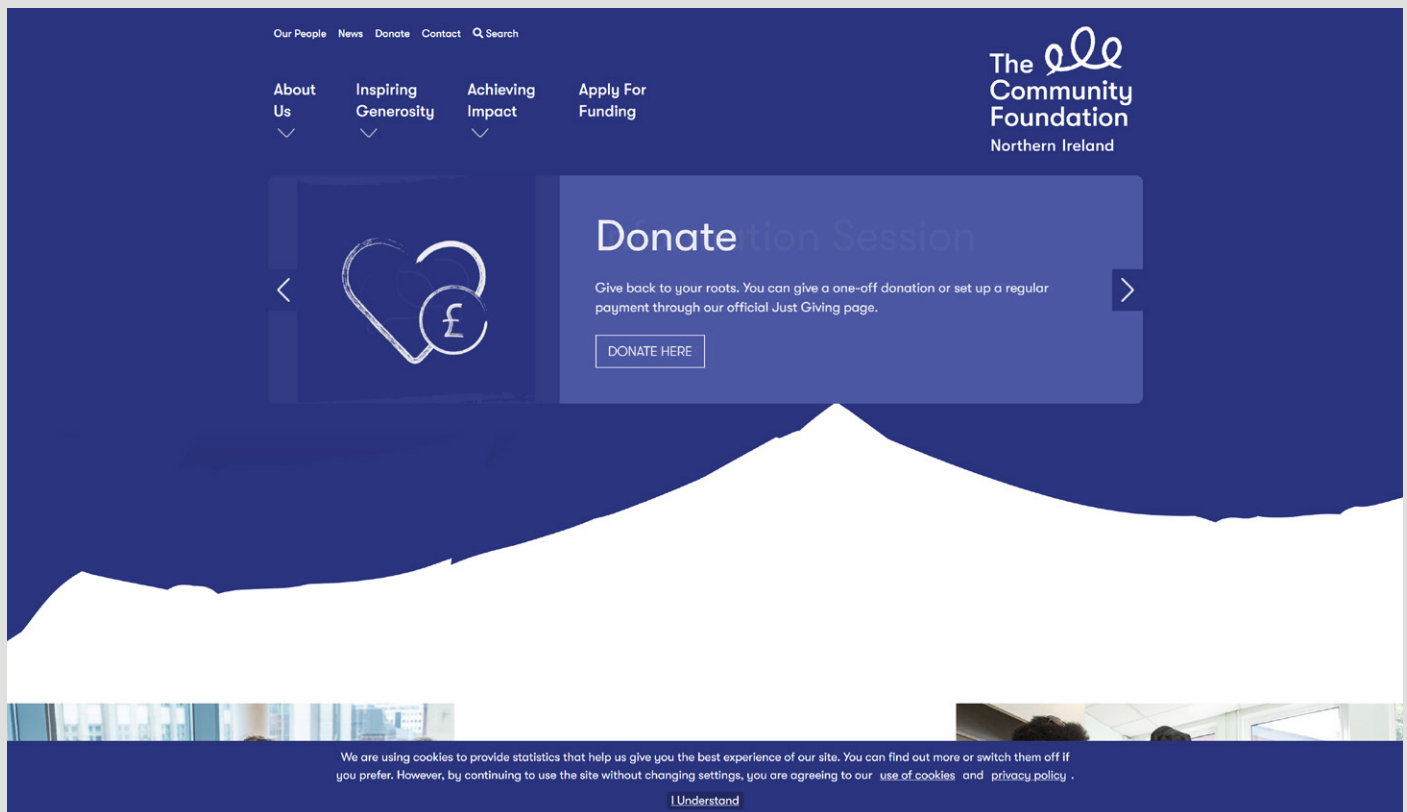 Our People News Donate Contact Search
The
Community
Foundation
Northern Ireland
About
Us
Inspiring
Generosity
Achieving
Impact
Apply For
Funding
Donate
tion Session
Give back to your roots. You can give a one-off donation or set up a regular
payment through our official Just Giving page.
DONATE HERE
£
We are using cookies to provide statistics that help us give you the best experience of our site. You can find out more or switch them off if
you prefer. However, by continuing to use the site without changing settings, you are agreeing to our use of cookies and privacy policy .
I Understand